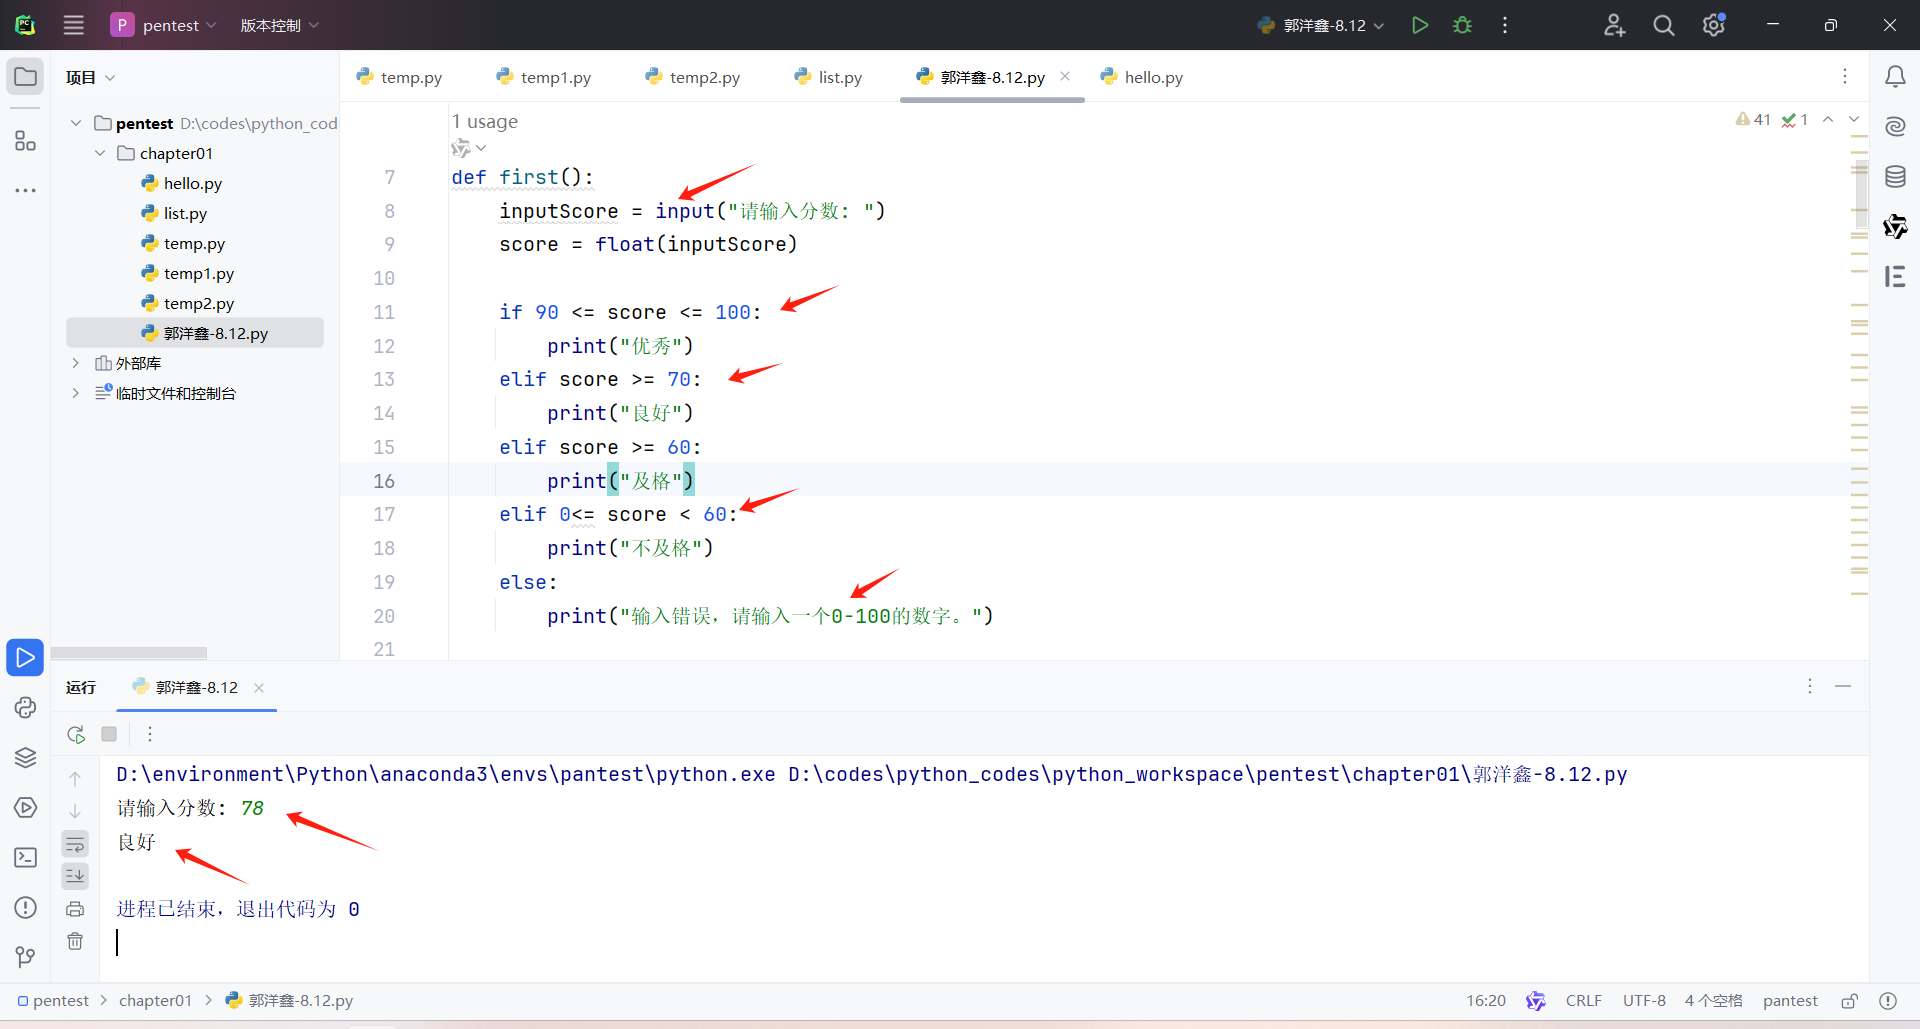 PC P pentest 版本控制 郭洋鑫-8.12
项目
temp.py temp1.py temp2.py list.py 郭洋鑫-8.12.py hello.py
pentest D:\codes\python_cod
chapter01
hello.py
list.py
temp.py
temp1.py
temp2.py
郭洋鑫-8.12.py
外部库
临时文件和控制台
1 usage
41 1
7 def first():
8 inputScore = input("请输入分数: ")
9 score = float(inputScore)
10
11 if 90 <= score <= 100:
12 print("优秀")
13 elif score >= 70:
14 print("良好")
15 elif score >= 60:
16 print("及格")
17 elif 0<= score < 60:
18 print("不及格")
19 else:
20 print("输入错误，请输入一个0-100的数字。")
21
运行 郭洋鑫-8.12
D:\environment\Python\anaconda3\envs\pantest\python.exe D:\codes\python_codes\python_workspace\pentest\chapter01\郭洋鑫-8.12.py
请输入分数: 78
良好
进程已结束，退出代码为 0
pentest > chapter01 > 郭洋鑫-8.12.py 16:20 CRLF UTF-8 4 个空格 pantest